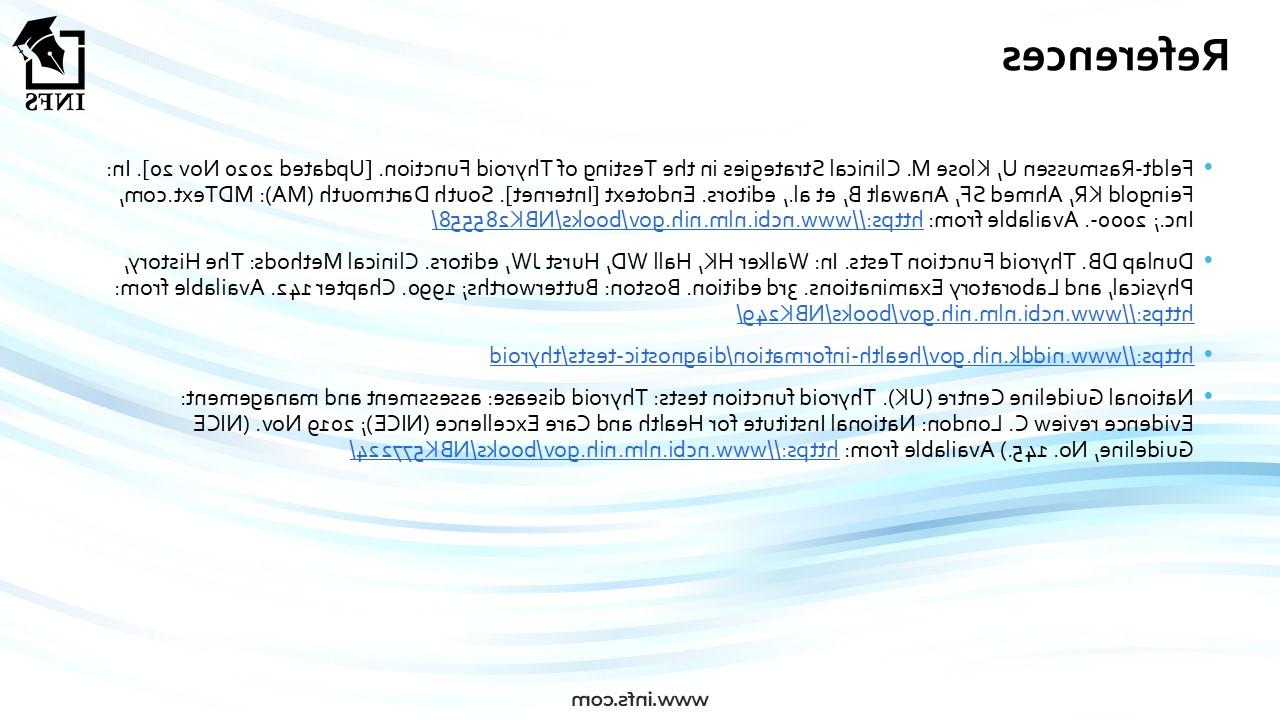 INFS
References
• Feldt-Rasmussen U, Klose M. Clinical Strategies in the Testing of Thyroid Function. [Updated 2020 Nov 20]. In:
Feingold KR, Ahmed SF, Anawalt B, et al., editors. Endotext [Internet]. South Dartmouth (MA): MDText.com,
Inc.; 2000-. Available from: https://www.ncbi.nlm.nih.gov/books/NBK285558/
• Dunlap DB. Thyroid Function Tests. In: Walker HK, Hall WD, Hurst JW, editors. Clinical Methods: The History,
Physical, and Laboratory Examinations. 3rd edition. Boston: Butterworths; 1990. Chapter 142. Available from:
https://www.ncbi.nlm.nih.gov/books/NBK249/
• https://www.niddk.nih.gov/health-information/diagnostic-tests/thyroid
• National Guideline Centre (UK). Thyroid function tests: Thyroid disease: assessment and management:
Evidence review C. London: National Institute for Health and Care Excellence (NICE); 2019 Nov. (NICE
Guideline, No. 145.) Available from: https://www.ncbi.nlm.nih.gov/books/NBK577224/
www.infs.com